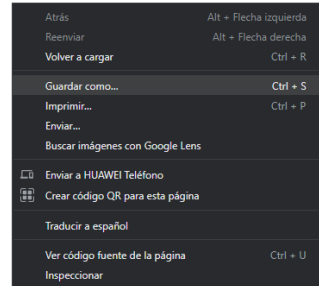 Atrás Alt + Flecha izquierda
Reenviar Alt + Flecha derecha
Volver a cargar Ctrl + R
Guardar como... Ctrl + S
Imprimir... Ctrl + P
Enviar...
Buscar imágenes con Google Lens
Enviar a HUAWEI Teléfono
Crear código QR para esta página
Traducir a español
Ver código fuente de la página Ctrl + U
Inspeccionar